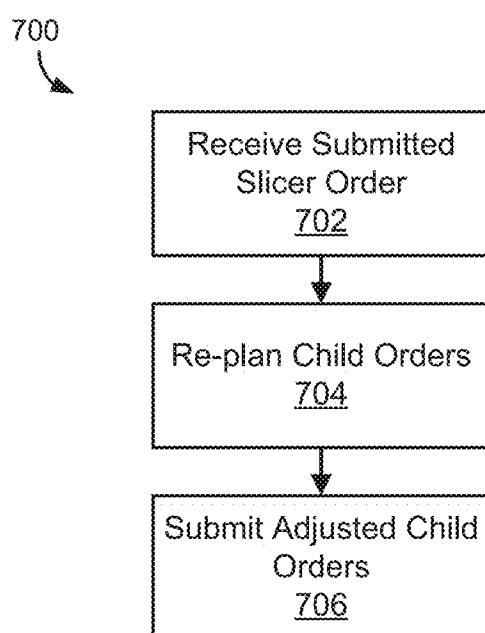 700
Receive Submitted
Slicer Order
702
Re-plan Child Orders
704
Submit Adjusted Child
Orders
706